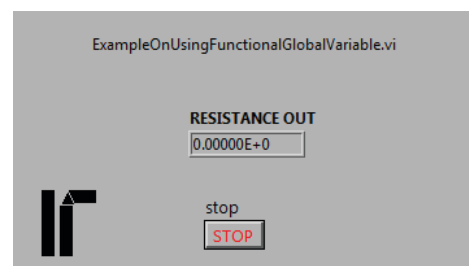 ExampleOnUsingFunctionalGlobalVariable.vi
RESISTANCE OUT
0.00000E+0
stop
STOP